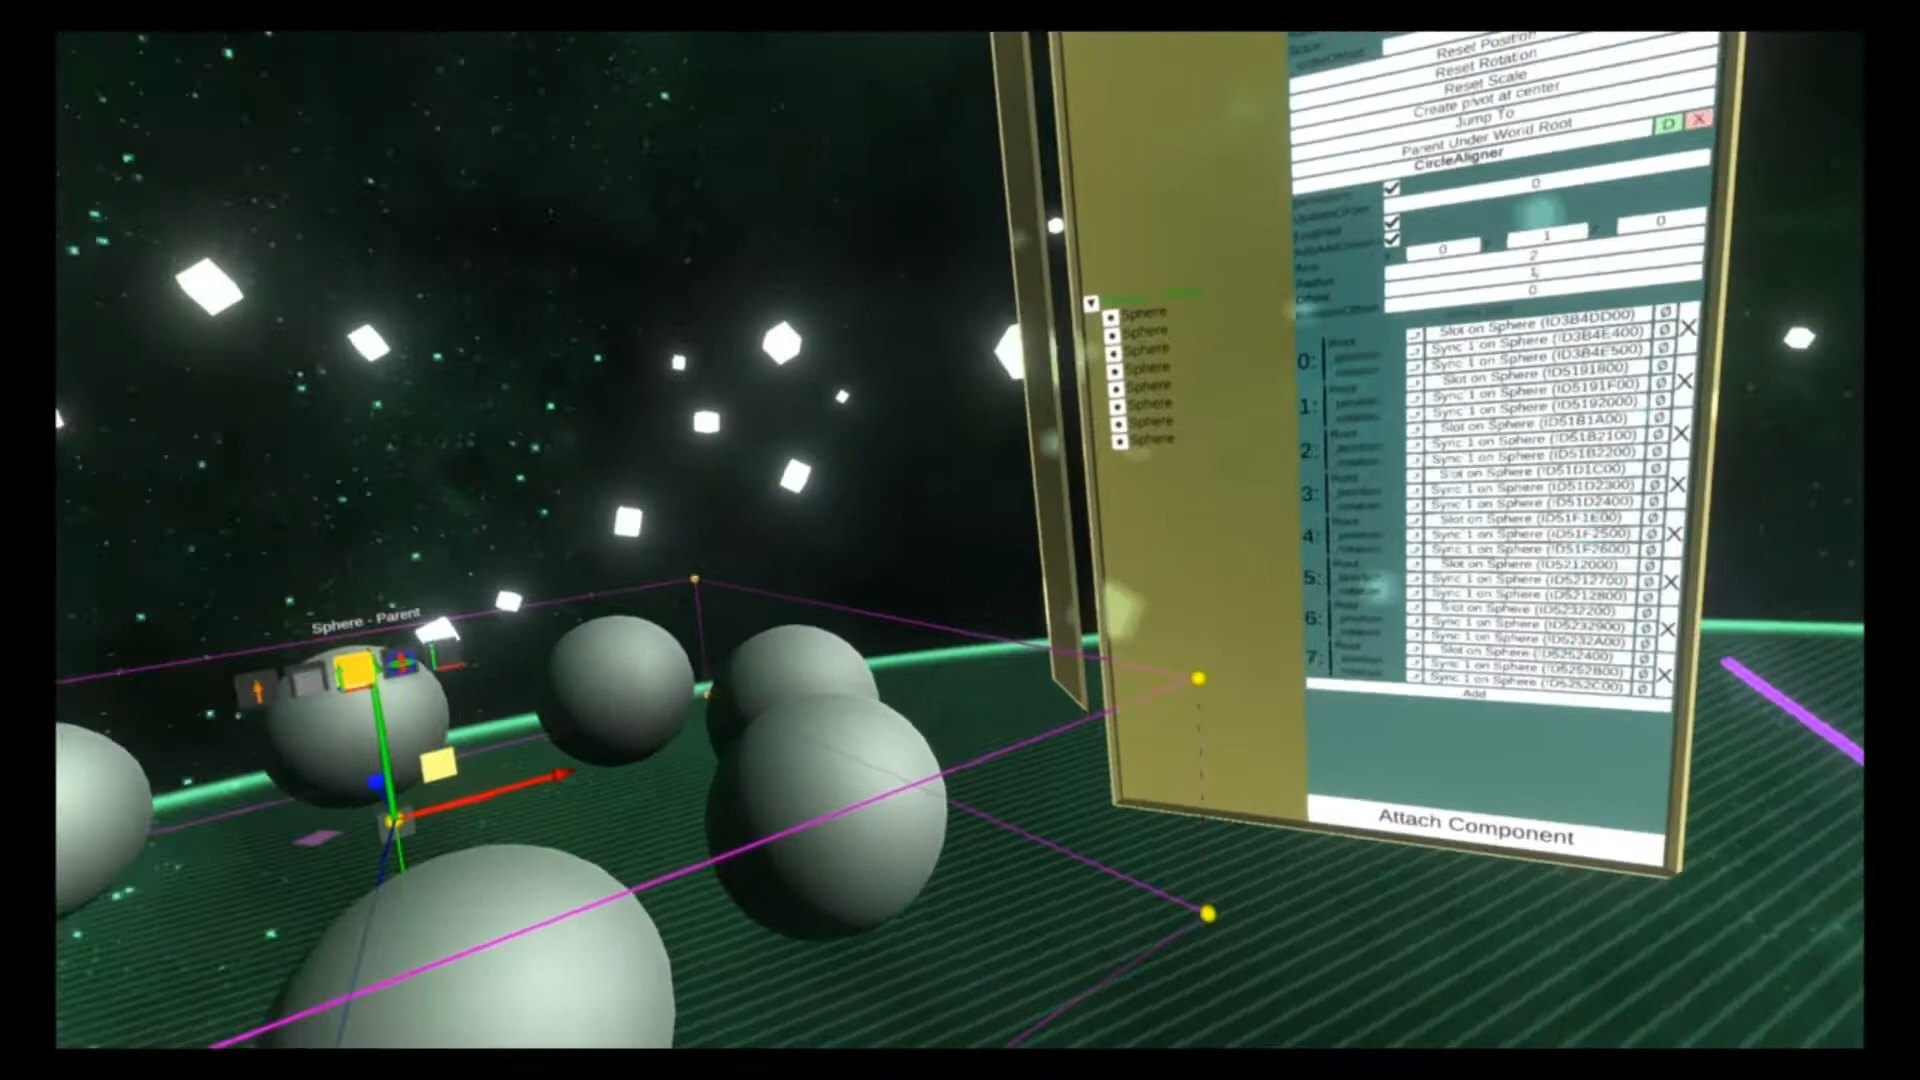 Scale:
Reset Position
Reset Rotation
Reset Scale
Create pivot at center
Jump To
Parent Under World Root
D X
CircleAligner
0
0 1 0
2
1
0
Sphere
Sphere
Sphere
Sphere
Sphere
Sphere
Sphere
Sphere
0:
Slot on Sphere (ID3B4DD00)
Sync 1 on Sphere (ID3B4E400)
Sync 1 on Sphere (ID3B4E500)
1:
Slot on Sphere (ID5191800)
Sync 1 on Sphere (ID5191F00)
Sync 1 on Sphere (ID5192000)
2:
Slot on Sphere (ID51B1A00)
Sync 1 on Sphere (ID51B2100)
Sync 1 on Sphere (ID51B2200)
3:
Slot on Sphere (ID51D1C00)
Sync 1 on Sphere (ID51D2300)
Sync 1 on Sphere (ID51D2400)
4:
Slot on Sphere (ID51F1E00)
Sync 1 on Sphere (ID51F2500)
Sync 1 on Sphere (ID51F2600)
5:
Slot on Sphere (ID5212000)
Sync 1 on Sphere (ID5212700)
Sync 1 on Sphere (ID5212800)
6:
Slot on Sphere (ID5232200)
Sync 1 on Sphere (ID5232900)
Sync 1 on Sphere (ID5232A00)
7:
Slot on Sphere (ID5252400)
Sync 1 on Sphere (ID5252B00)
Sync 1 on Sphere (ID5252C00)
Add
Attach Component
Sphere - Parent